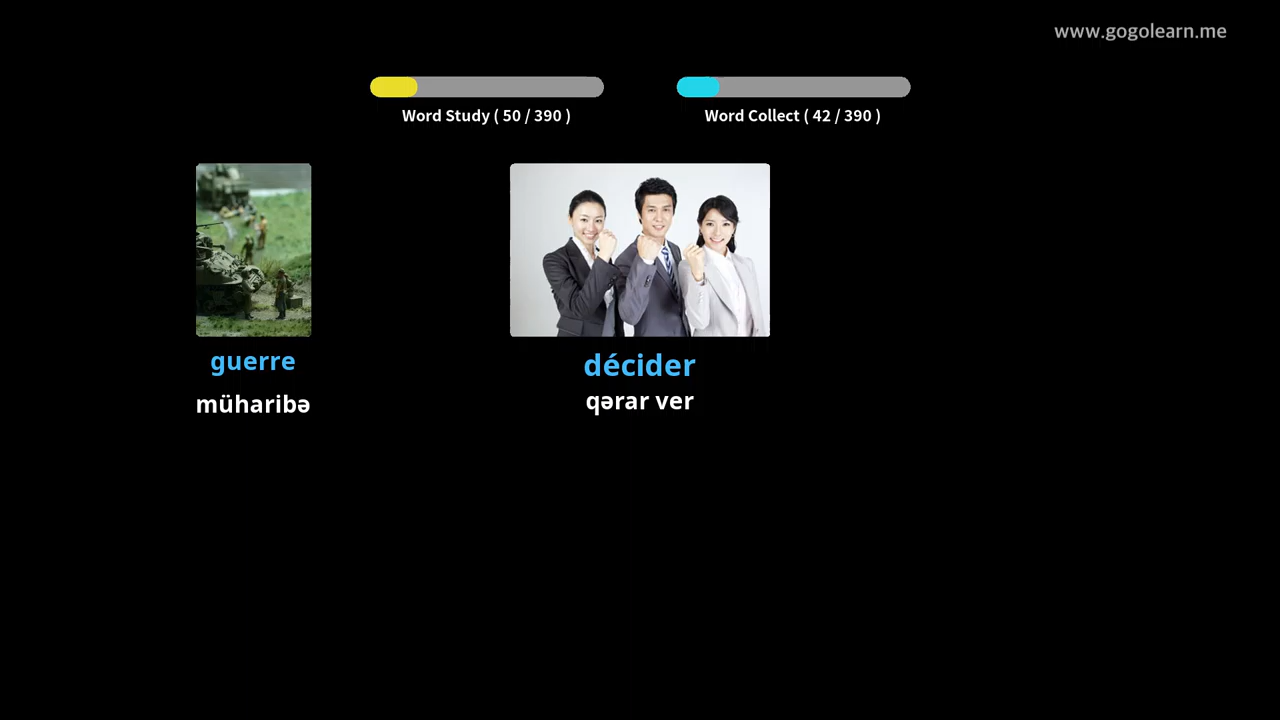 www.gogolearn.me
Word Study ( 50 / 390 )
Word Collect ( 42 / 390 )
guerre
müharibə
décider
qərar ver